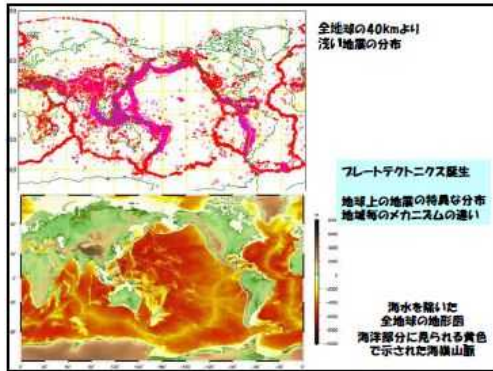 全地球の40kmより
浅い地震の分布
プレートテクトニクス誕生
地球上の地震の特異な分布
地域毎のメカニズムの違い
海水を除いた
全地球の地形図
海洋部分に見られる黄色
で示された海嶺山脈